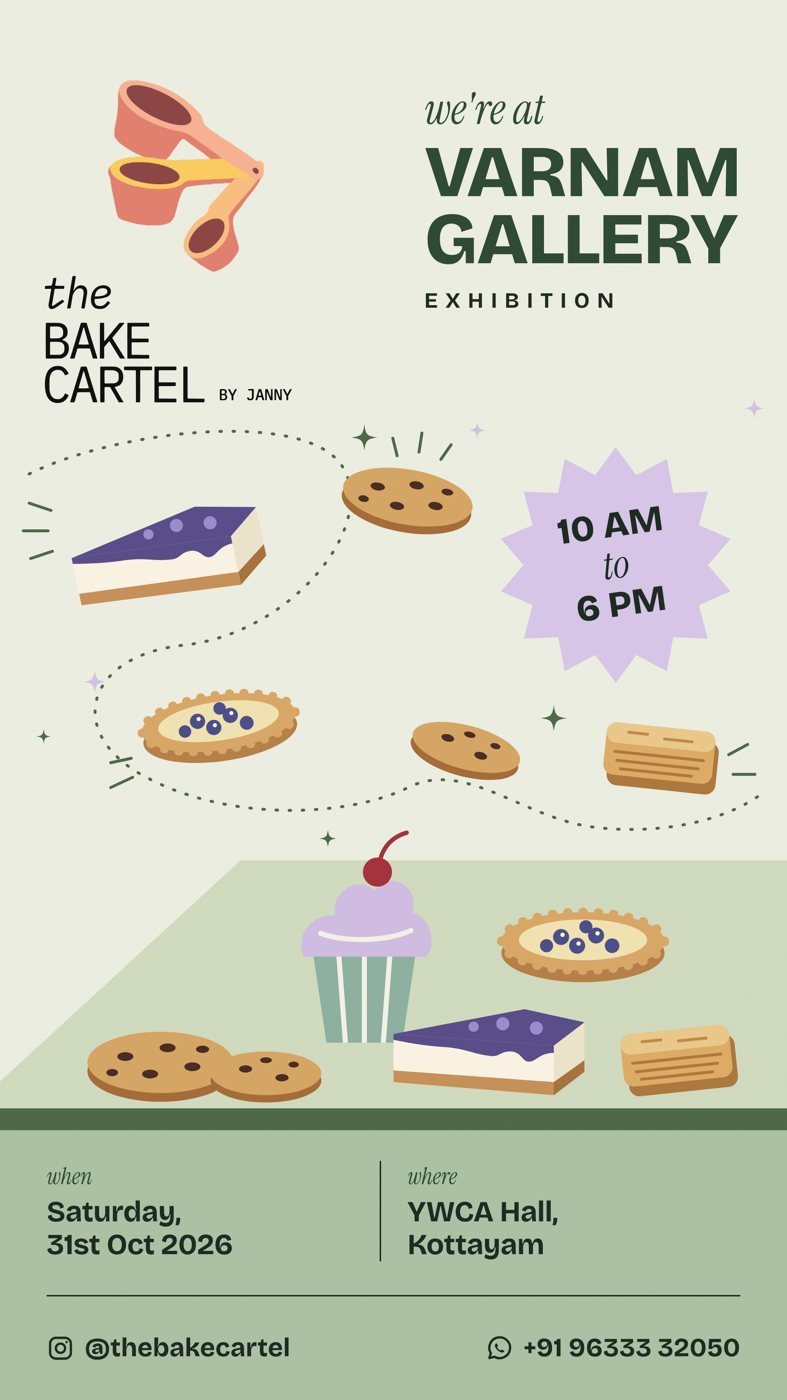 the
BAKE
CARTEL BY JANNY
we're at
VARNAM
GALLERY
EXHIBITION
10 AM
to
6 PM
when
Saturday,
31st Oct 2026
where
YWCA Hall,
Kottayam
@thebakecartel
+91 96333 32050